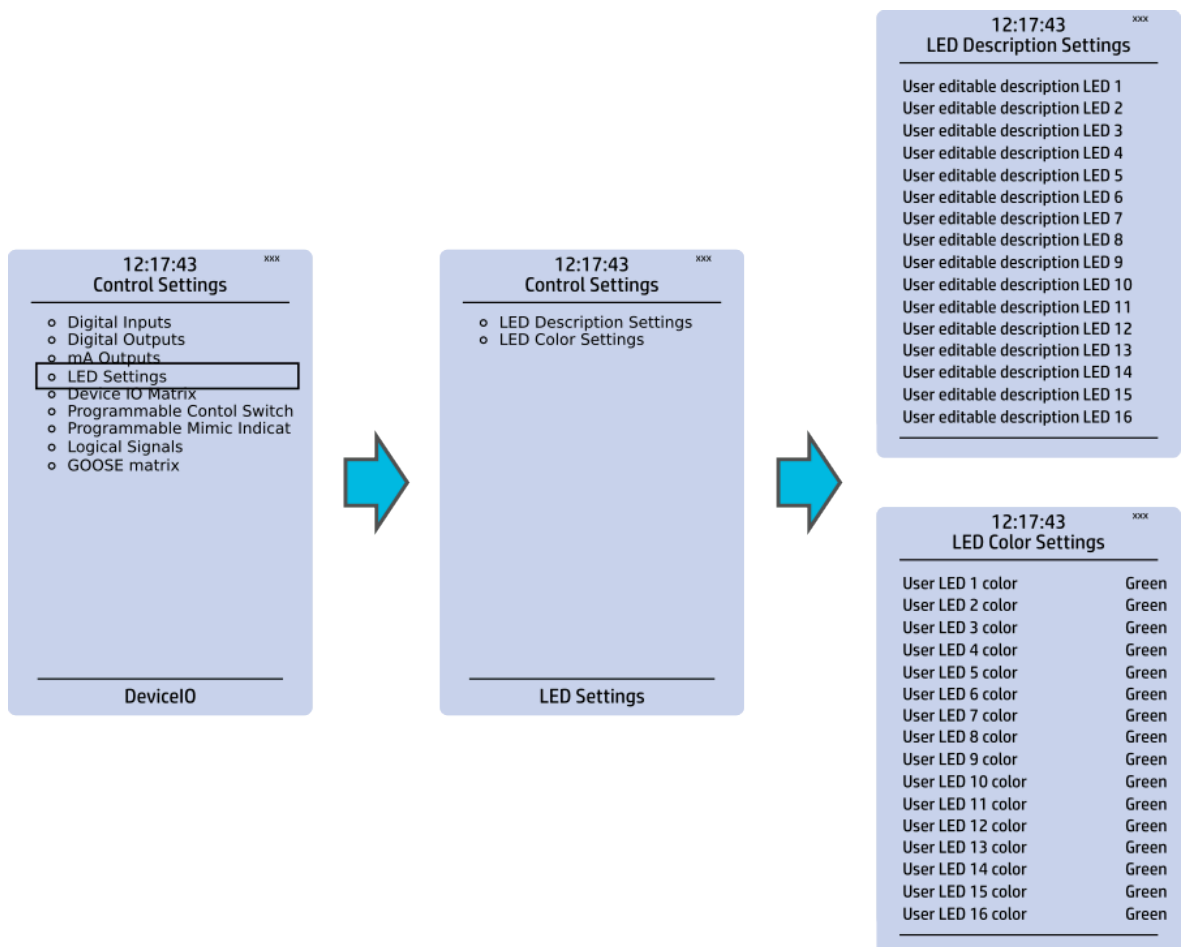 12:17:43 xxx
Control Settings
Digital Inputs
Digital Outputs
mA Outputs
LED Settings
Device IO Matrix
Programmable Contol Switch
Programmable Mimic Indicat
Logical Signals
GOOSE matrix
DeviceIO
12:17:43 xxx
Control Settings
LED Description Settings
LED Color Settings
LED Settings
12:17:43 xxx
LED Description Settings
User editable description LED 1
User editable description LED 2
User editable description LED 3
User editable description LED 4
User editable description LED 5
User editable description LED 6
User editable description LED 7
User editable description LED 8
User editable description LED 9
User editable description LED 10
User editable description LED 11
User editable description LED 12
User editable description LED 13
User editable description LED 14
User editable description LED 15
User editable description LED 16
12:17:43 xxx
LED Color Settings
User LED 1 color Green
User LED 2 color Green
User LED 3 color Green
User LED 4 color Green
User LED 5 color Green
User LED 6 color Green
User LED 7 color Green
User LED 8 color Green
User LED 9 color Green
User LED 10 color Green
User LED 11 color Green
User LED 12 color Green
User LED 13 color Green
User LED 14 color Green
User LED 15 color Green
User LED 16 color Green